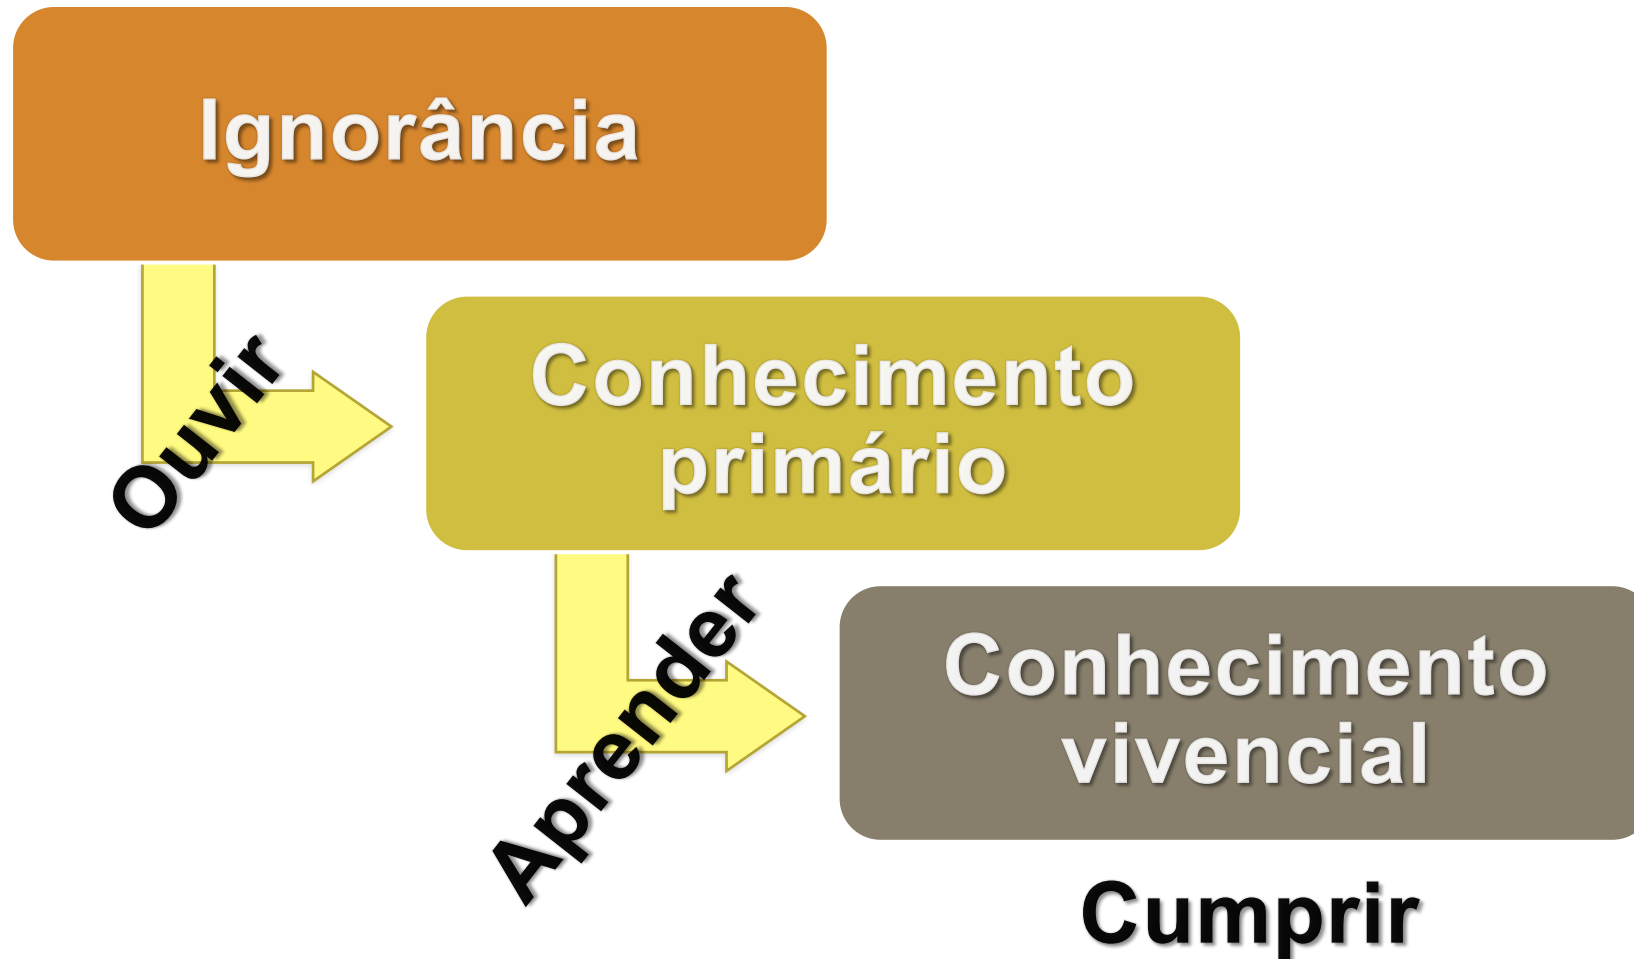 Ignorância
Ouvir
Conhecimento
primário
Aprender
Conhecimento
vivencial
Cumprir